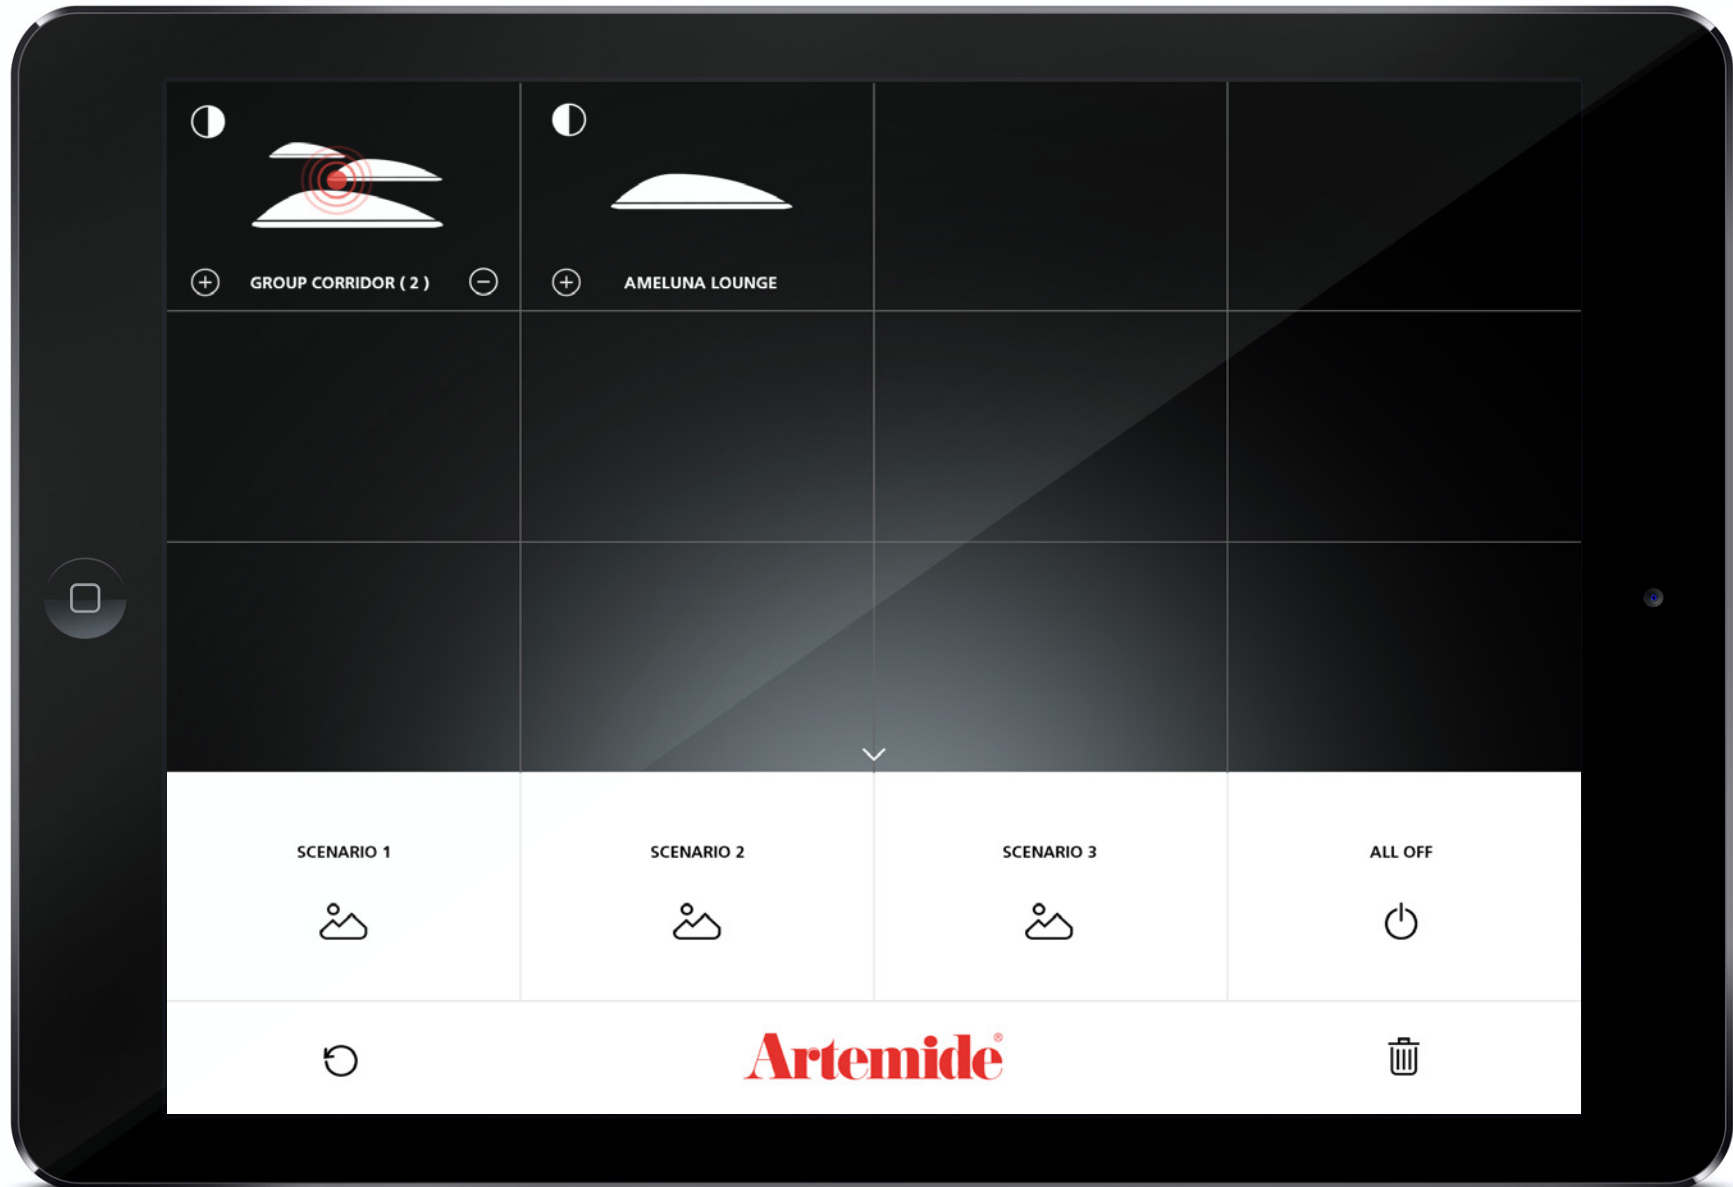 GROUP CORRIDOR ( 2 )
AMELUNA LOUNGE
SCENARIO 1
SCENARIO 2
SCENARIO 3
ALL OFF
Artemide®